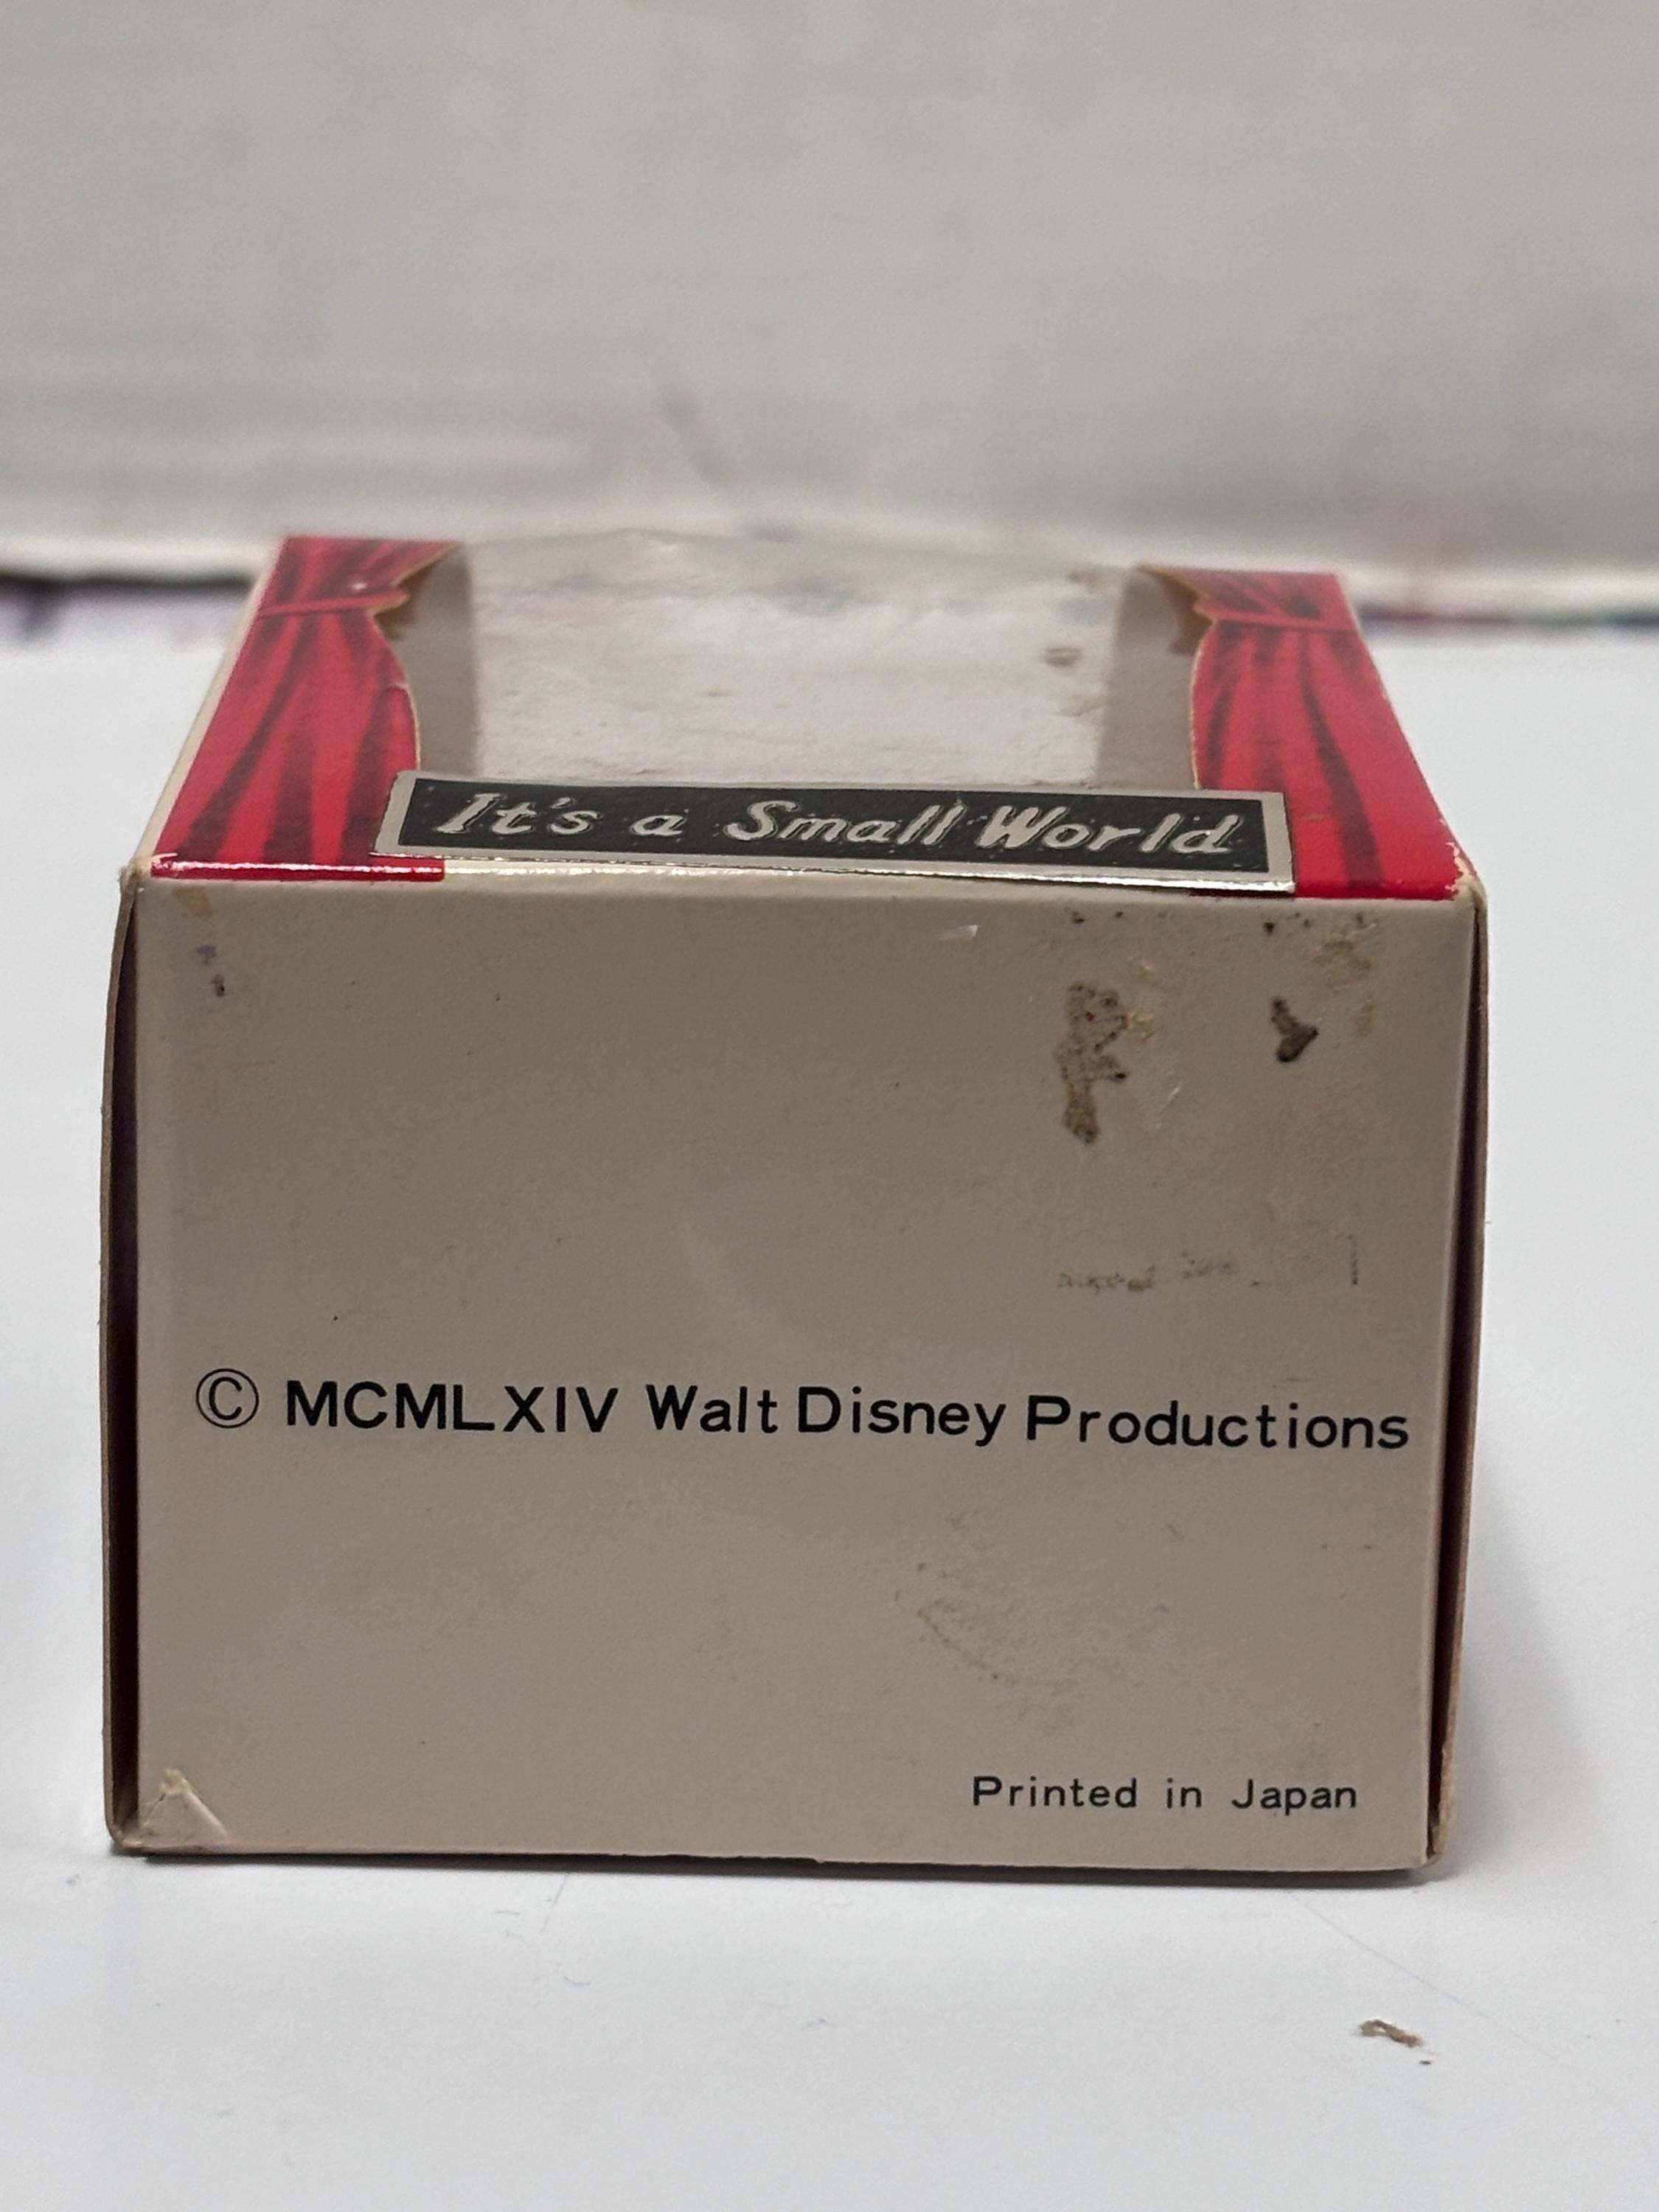 It's a Small World
© MCMLXIV Walt Disney Productions
Printed in Japan